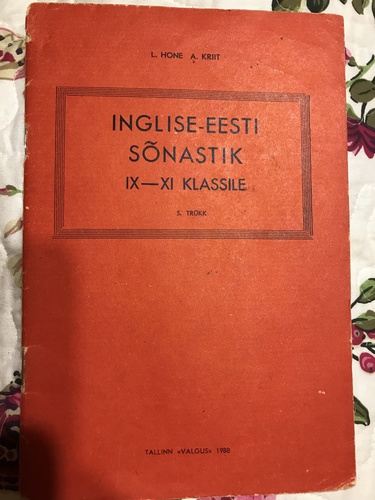 L. HONE A. KRIIT
INGLISE-EESTI
SÕNASTIK
IX—XI KLASSILE
5. TRÜKK
TALLINN «VALGUS» 1988